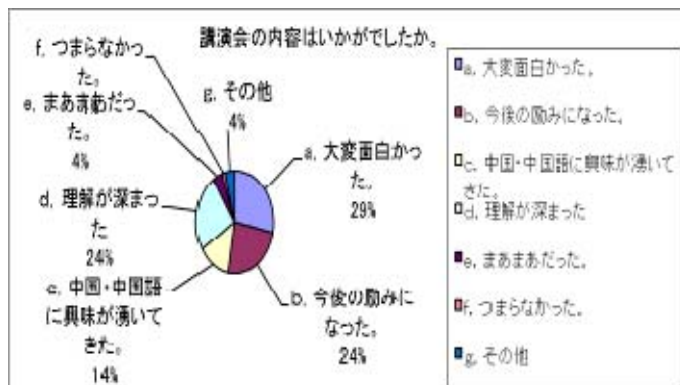 講演会の内容はいかがでしたか。
f, つまらなかっ
た。
e, まあまあだっ
た。
4%
g, その他
4%
a, 大変面白かっ
た。
29%
d, 理解が深まっ
た
24%
c, 中国・中国語
に興味が湧いて
きた。
14%
b, 今後の励みに
なった。
24%
a, 大変面白かった。
b, 今後の励みになった。
c, 中国・中国語に興味が湧いて
きた。
d, 理解が深まった
e, まあまあだった。
f, つまらなかった。
g, その他